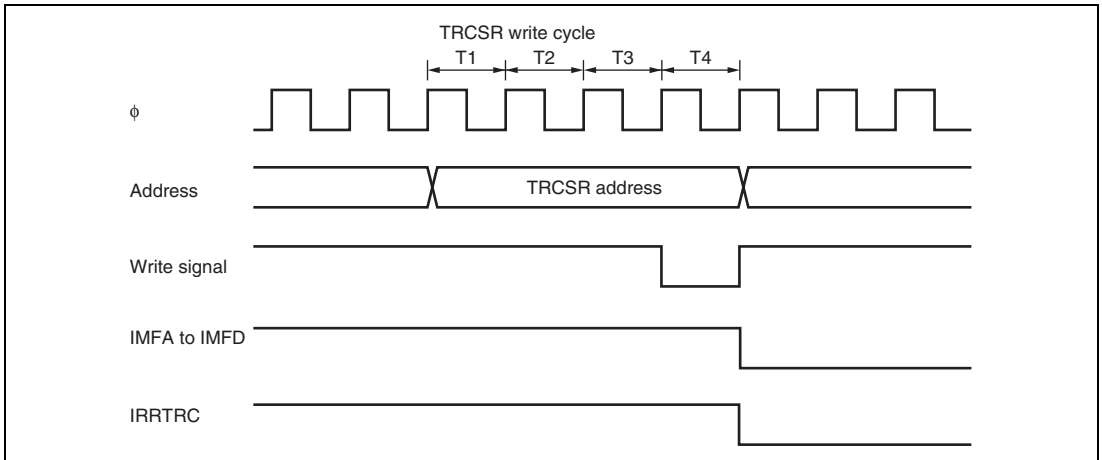 TRCSR write cycle
T1 T2 T3 T4
ϕ
Address TRCSR address
Write signal
IMFA to IMFD
IRRTRC